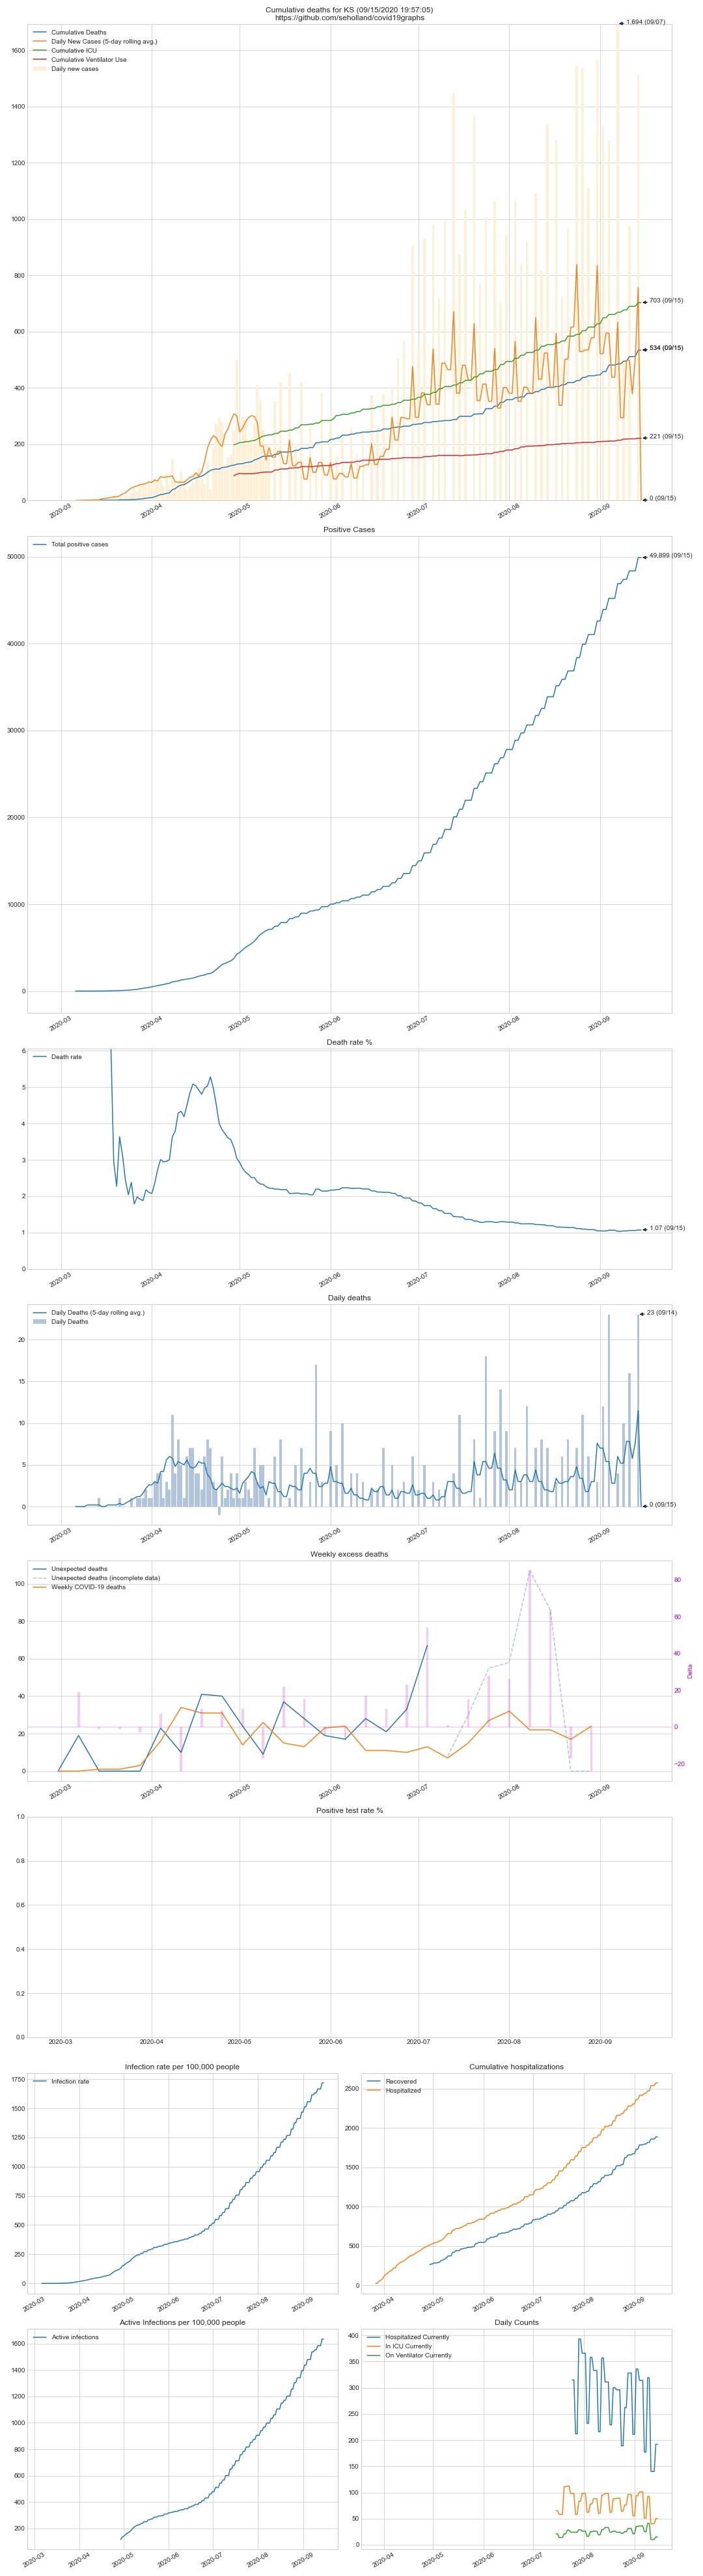 Cumulative deaths for KS (09/15/2020 19:57:05)
https://github.com/seholland/covid19graphs
1,694 (09/07)
Cumulative Deaths
Daily New Cases (5-day rolling avg.)
Cumulative ICU
Cumulative Ventilator Use
Daily new cases
1600
1400
1200
1000
800
703 (09/15)
600
534 (09/15)
400
221 (09/15)
200
0 (09/15)
0
2020-03 2020-04 2020-05 2020-06 2020-07 2020-08 2020-09
Positive Cases
Total positive cases
49,899 (09/15)
50000
40000
30000
20000
10000
0
2020-03 2020-04 2020-05 2020-06 2020-07 2020-08 2020-09
Death rate %
Death rate
6
5
4
3
2
1.07 (09/15)
1
0
2020-03 2020-04 2020-05 2020-06 2020-07 2020-08 2020-09
Daily deaths
Daily Deaths (5-day rolling avg.)
Daily Deaths
23 (09/14)
20
15
10
5
0
0 (09/15)
2020-03 2020-04 2020-05 2020-06 2020-07 2020-08 2020-09
Weekly excess deaths
Unexpected deaths
Unexpected deaths (incomplete data)
Weekly COVID-19 deaths
100
80
60
40
20
0
80
60
40
20
0
−20
Delta
2020-03 2020-04 2020-05 2020-06 2020-07 2020-08 2020-09
Positive test rate %
1.0
0.8
0.6
0.4
0.2
0.0
2020-03 2020-04 2020-05 2020-06 2020-07 2020-08 2020-09
Infection rate per 100,000 people
Infection rate
1750
1500
1250
1000
750
500
250
0
2020-03 2020-04 2020-05 2020-06 2020-07 2020-08 2020-09
Cumulative hospitalizations
Recovered
Hospitalized
2500
2000
1500
1000
500
0
2020-04 2020-05 2020-06 2020-07 2020-08 2020-09
Active Infections per 100,000 people
Active infections
1600
1400
1200
1000
800
600
400
200
2020-03 2020-04 2020-05 2020-06 2020-07 2020-08 2020-09
Daily Counts
Hospitalized Currently
In ICU Currently
On Ventilator Currently
400
350
300
250
200
150
100
50
0
2020-04 2020-05 2020-06 2020-07 2020-08 2020-09